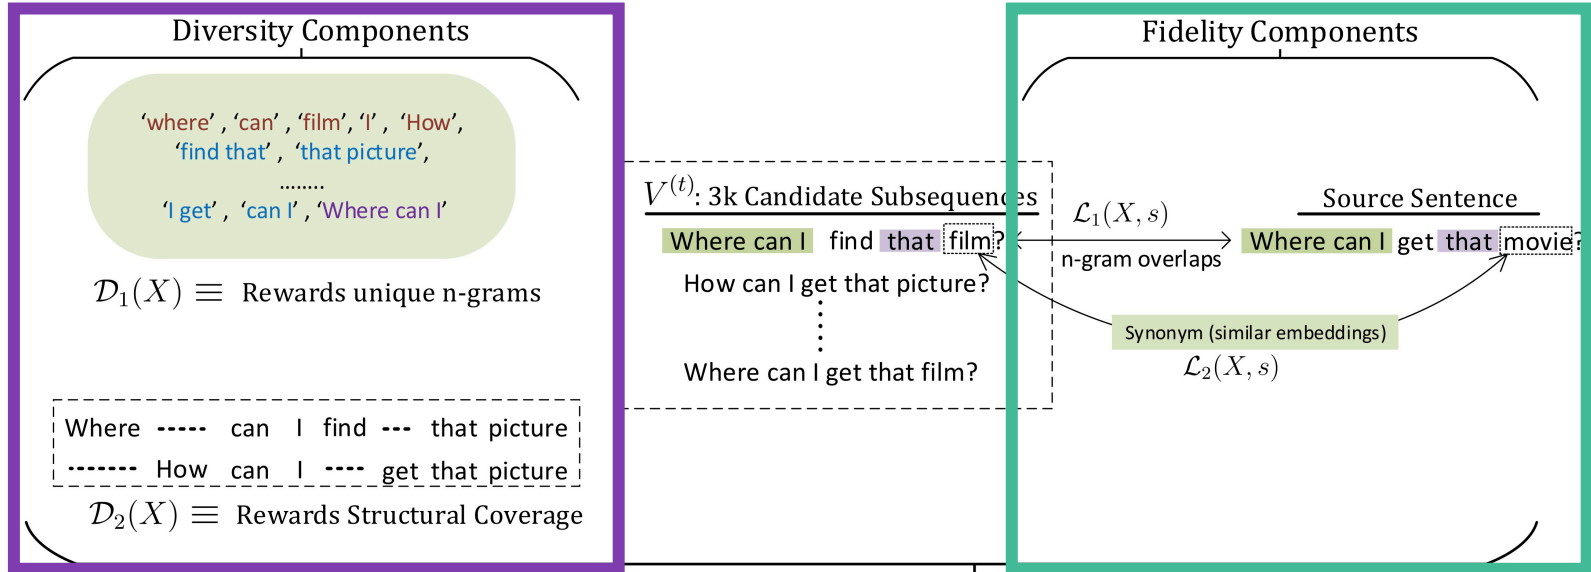 Diversity Components
‘where’ , ‘can’ , ‘film’, ‘I’ , ‘How’,
‘find that’ , ‘that picture’,
........
‘I get’ , ‘can I’ , ‘Where can I’
𝒟₁(X) ≡ Rewards unique n-grams
Where ----- can I find --- that picture
------- How can I ---- get that picture
𝒟₂(X) ≡ Rewards Structural Coverage
V⁽ᵗ⁾: 3k Candidate Subsequences
Where can I find that film?
How can I get that picture?
Where can I get that film?
Fidelity Components
ℒ₁(X, s)
n-gram overlaps
Source Sentence
Where can I get that movie?
Synonym (similar embeddings)
ℒ₂(X, s)